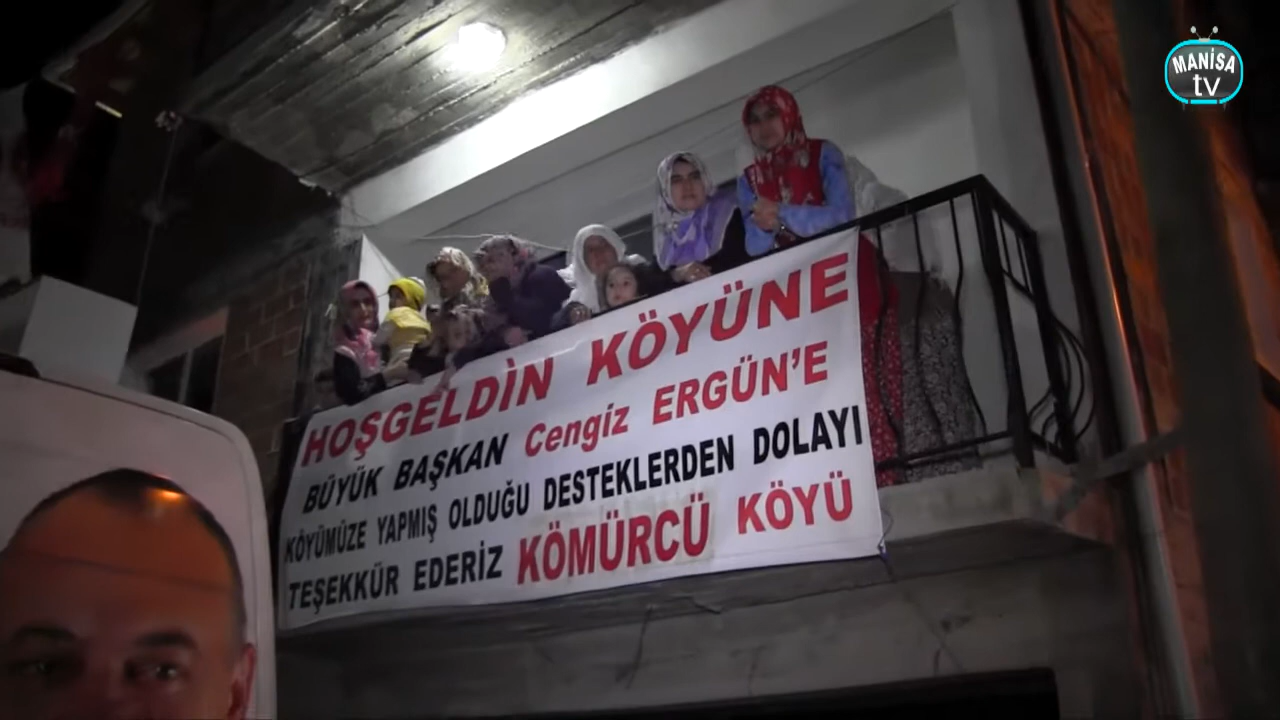 MANİSA
tv
HOŞGELDİN KÖYÜNE
BÜYÜK BAŞKAN Cengiz ERGÜN'E
KÖYÜMÜZE YAPMIŞ OLDUĞU DESTEKLERDEN DOLAYI
TEŞEKKÜR EDERİZ KÖMÜRCÜ KÖYÜ